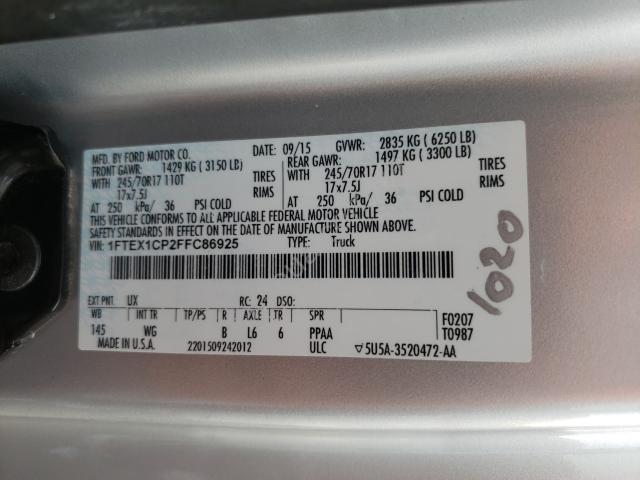 MFD. BY FORD MOTOR CO. DATE: 09/15 GVWR: 2835 KG ( 6250 LB)
FRONT GAWR: 1429 KG ( 3150 LB) REAR GAWR: 1497 KG ( 3300 LB)
WITH 245/70R17 110T TIRES WITH 245/70R17 110T TIRES
17x7.5J RIMS 17x7.5J RIMS
AT 250 kPa/ 36 PSI COLD AT 250 kPa/ 36 PSI COLD
THIS VEHICLE CONFORMS TO ALL APPLICABLE FEDERAL MOTOR VEHICLE
SAFETY AND THEFT PREVENTION STANDARDS IN EFFECT ON THE DATE OF
MANUFACTURE SHOWN ABOVE.
VIN: 1FTEX1CP2FFC86925 TYPE: Truck
EXT PNT: UX RC: 24 DSO:
WB INT TR TP/PS R AXLE TR SPR F0207
145 WG B L6 6 PPAA T0987
MADE IN U.S.A. 2201509242012 ULC ▽5U5A-3520472-AA
1020